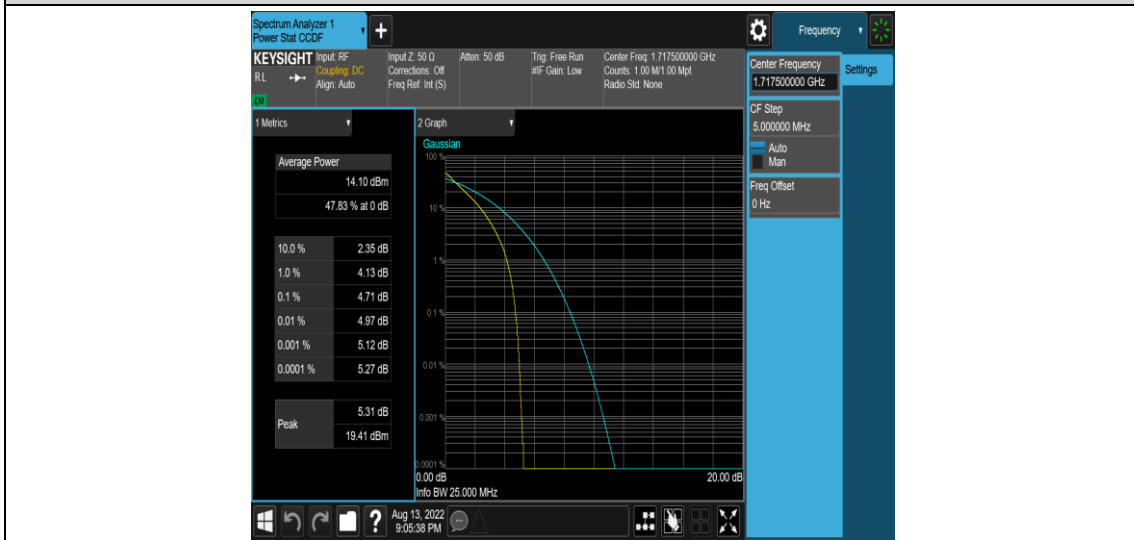 Spectrum Analyzer 1
Power Stat CCDF
+
Frequency
KEYSIGHT
RL
LXI
Input: RF
Coupling: DC
Align: Auto
Input Z: 50 Ω
Corrections: Off
Freq Ref: Int (S)
Atten: 50 dB
Trig: Free Run
#IF Gain: Low
Center Freq: 1.717500000 GHz
Counts: 1.00 M/1.00 Mpt
Radio Std: None
Center Frequency
1.717500000 GHz
Settings
CF Step
5.000000 MHz
Auto
Man
Freq Offset
0 Hz
1 Metrics
Average Power
14.10 dBm
47.83 % at 0 dB
10.0 % 2.35 dB
1.0 % 4.13 dB
0.1 % 4.71 dB
0.01 % 4.97 dB
0.001 % 5.12 dB
0.0001 % 5.27 dB
Peak
5.31 dB
19.41 dBm
2 Graph
Gaussian
100 %
10 %
1 %
0.1 %
0.01 %
0.001 %
0.0001 %
0.00 dB 20.00 dB
Info BW 25.000 MHz
?
Aug 13, 2022
9:05:38 PM